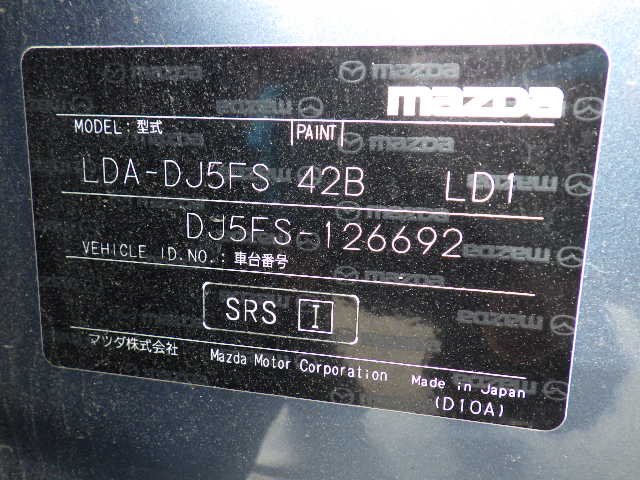 mazda
MODEL:型式 PAINT
LDA-DJ5FS 42B LD1
DJ5FS-126692
VEHICLE ID.NO.:車台番号
SRS I
マツダ株式会社 Mazda Motor Corporation Made in Japan
(D10A)